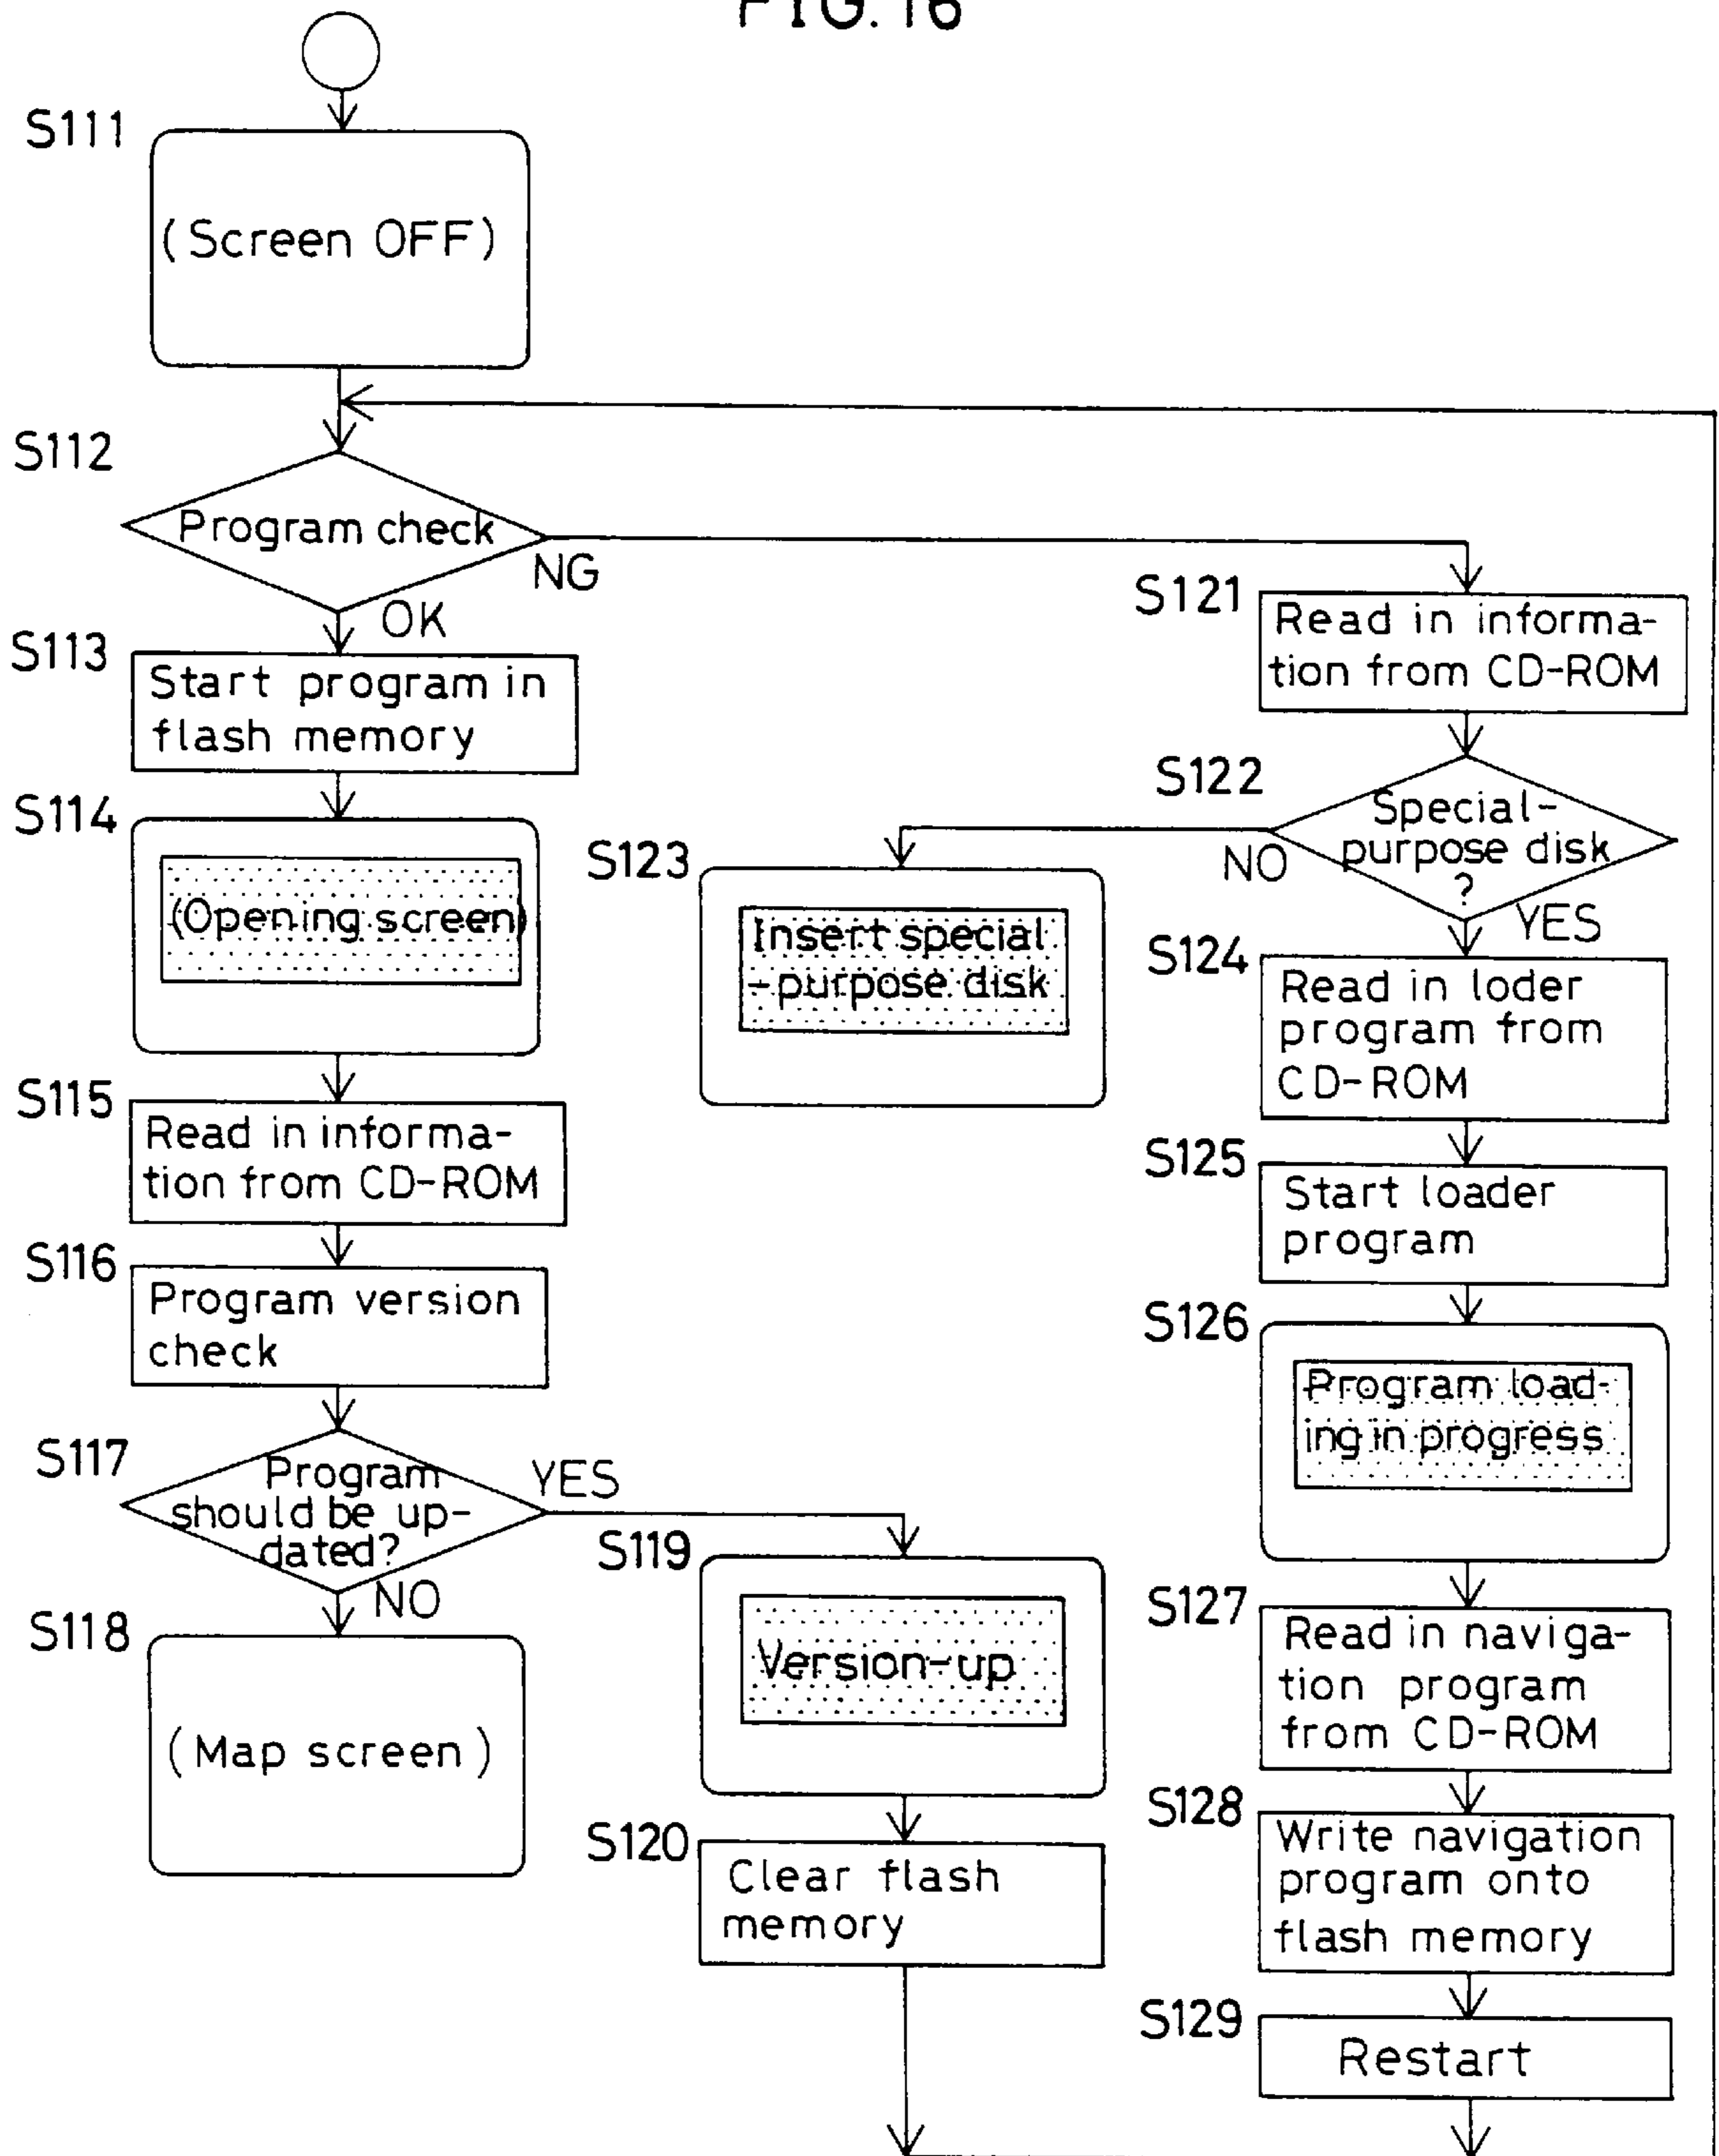 FIG. 16
S111
(Screen OFF)
S112
Program check
NG
OK
S113
Start program in
flash memory
S114
(Opening screen)
S115
Read in informa-
tion from CD-ROM
S116
Program version
check
S117
Program
should be up-
dated?
YES
NO
S118
(Map screen)
S119
Version-up
S120
Clear flash
memory
S121
Read in informa-
tion from CD-ROM
S122
Special-
purpose disk
?
NO
YES
S123
Insert special
-purpose disk
S124
Read in loder
program from
CD-ROM
S125
Start loader
program
S126
Program load-
ing in progress
S127
Read in naviga-
tion program
from CD-ROM
S128
Write navigation
program onto
flash memory
S129
Restart